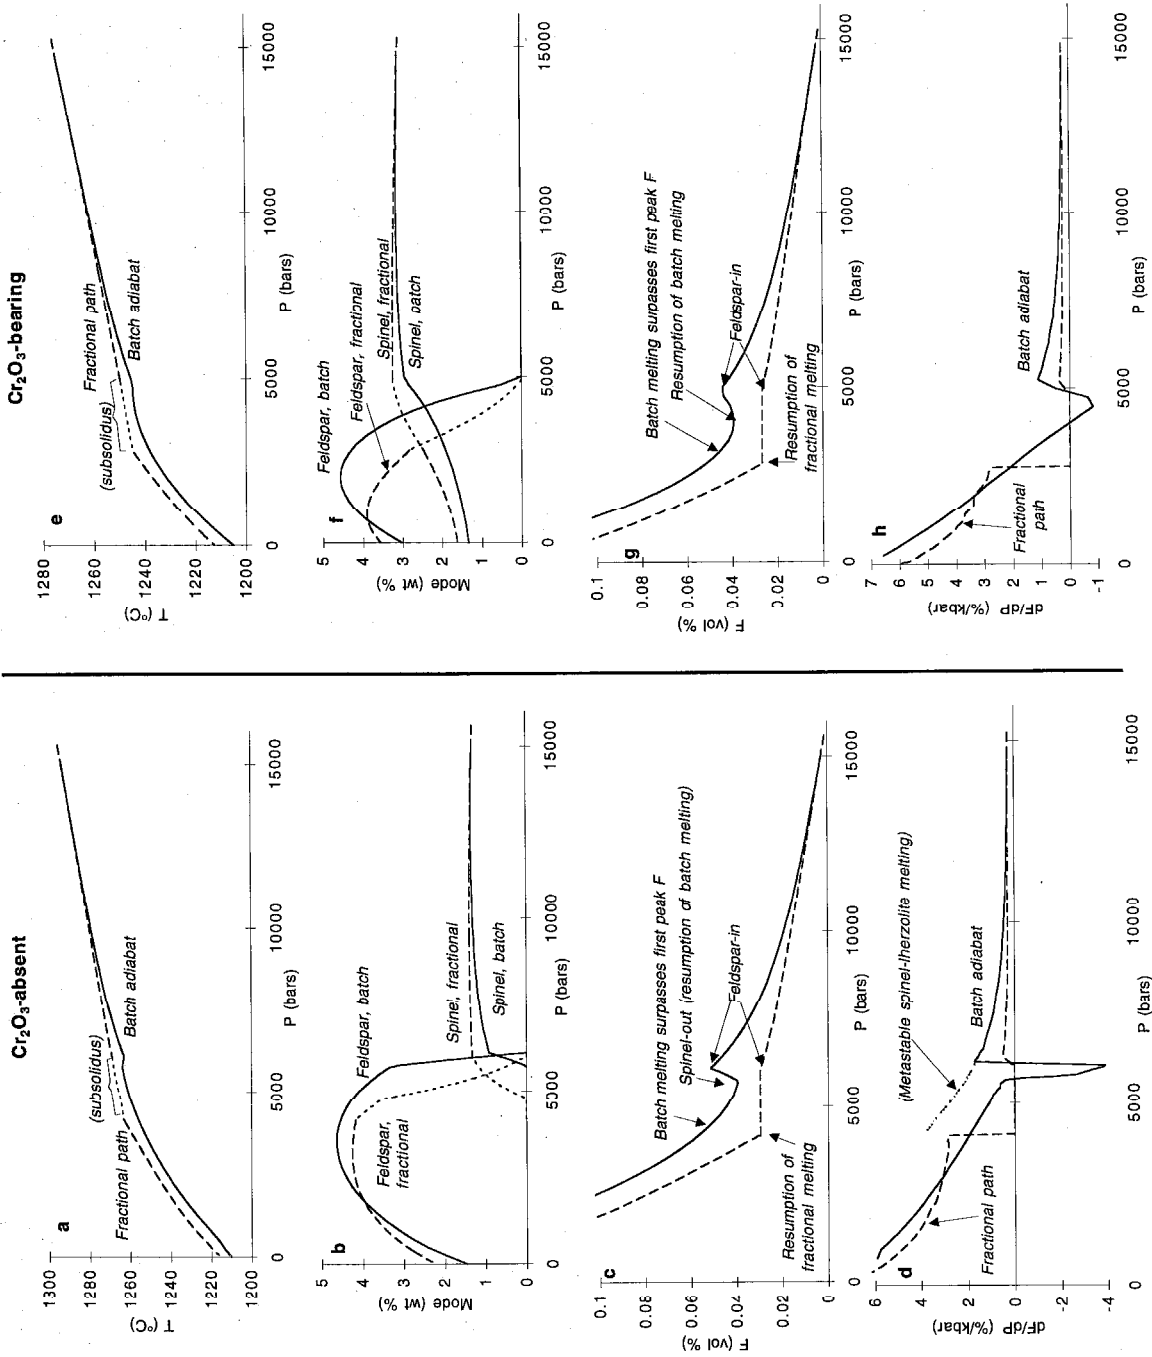 Cr₂O₃-absent
a
T (°C)
1300
1280
1260
1240
1220
1200
0
5000
10000
15000
P (bars)
Fractional path
(subsolidus)
Batch adiabat
b
Mode (wt %)
5
4
3
2
1
0
0
5000
10000
15000
P (bars)
Feldspar, batch
Feldspar,
fractional
Spinel, fractional
Spinel, batch
c
F (vol %)
0.1
0.08
0.06
0.04
0.02
0
0
5000
10000
15000
P (bars)
Batch melting surpasses first peak F
Spinel-out (resumption of batch melting)
Feldspar-in
Resumption of
fractional melting
d
dF/dP (%/kbar)
6
4
2
0
-2
-4
0
5000
10000
15000
P (bars)
(Metastable spinel-lherzolite melting)
Batch adiabat
Fractional path
Cr₂O₃-bearing
e
T (°C)
1280
1260
1240
1220
1200
0
5000
10000
15000
P (bars)
(subsolidus)
Fractional path
Batch adiabat
f
Mode (wt %)
5
4
3
2
1
0
0
5000
10000
15000
P (bars)
Feldspar, batch
Feldspar, fractional
Spinel, fractional
Spinel, batch
g
F (vol %)
0.1
0.08
0.06
0.04
0.02
0
0
5000
10000
15000
P (bars)
Batch melting surpasses first peak F
Resumption of batch melting
Feldspar-in
Resumption of
fractional melting
h
dF/dP (%/kbar)
7
6
5
4
3
2
1
0
-1
0
5000
10000
15000
P (bars)
Batch adiabat
Fractional
path